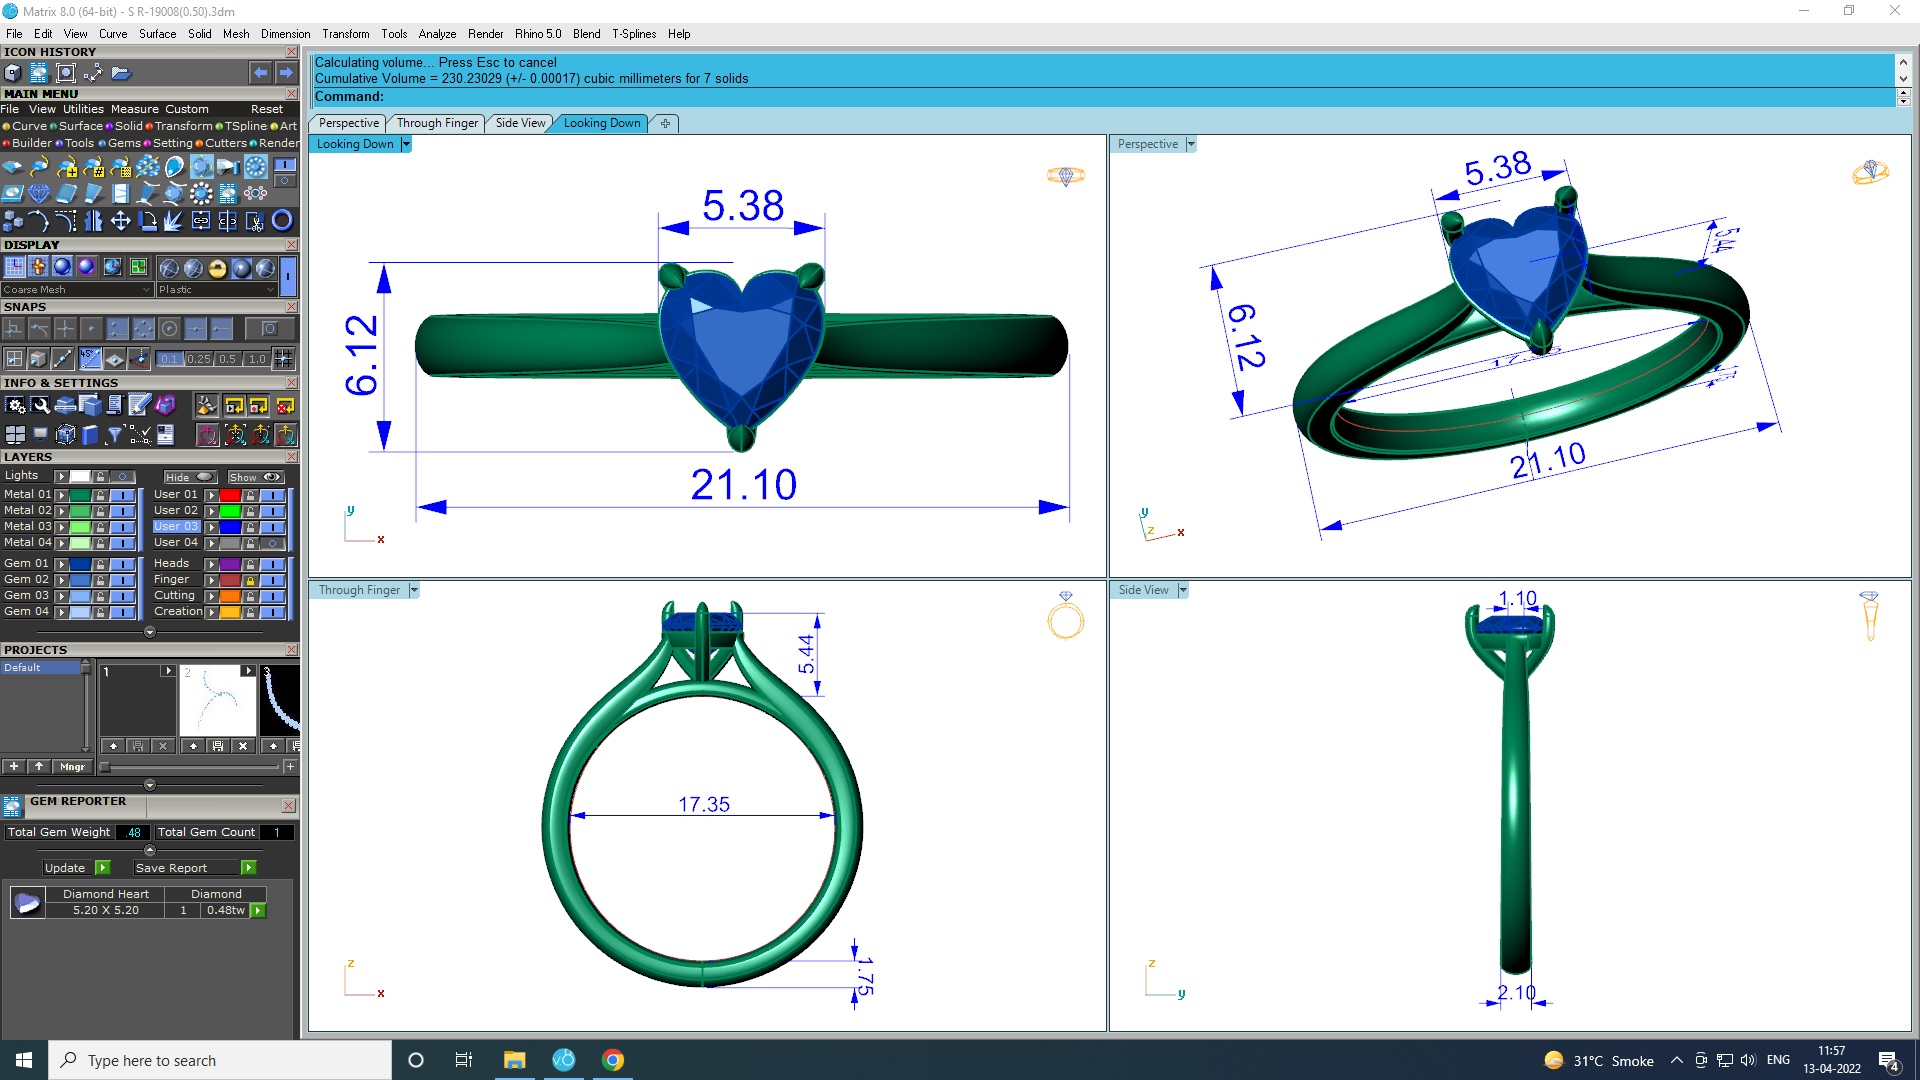 Matrix 8.0 (64-bit) - S R-19008(0.50).3dm
File Edit View Curve Surface Solid Mesh Dimension Transform Tools Analyze Render Rhino 5.0 Blend T-Splines Help
ICON HISTORY
MAIN MENU
File View Utilities Measure Custom Reset
Curve Surface Solid Transform TSpline Art
Builder Tools Gems Setting Cutters Render
DISPLAY
Coarse Mesh Plastic
SNAPS
45°
0.1 0.25 0.5 1.0
INFO & SETTINGS
LAYERS
Lights Hide Show
Metal 01 User 01
Metal 02 User 02
Metal 03 User 03
Metal 04 User 04
Gem 01 Heads
Gem 02 Finger
Gem 03 Cutting
Gem 04 Creation
PROJECTS
Default
1 2 3
Mngr
GEM REPORTER
Total Gem Weight .48 Total Gem Count 1
Update Save Report
Diamond Heart Diamond
5.20 X 5.20 1 0.48tw
Calculating volume... Press Esc to cancel
Cumulative Volume = 230.23029 (+/- 0.00017) cubic millimeters for 7 solids
Command:
Perspective Through Finger Side View Looking Down
Looking Down
5.38
6.12
21.10
y
x
Perspective
5.38
5.44
6.12
21.10
y
z
x
Through Finger
5.44
17.35
1.75
z
x
Side View
1.10
2.10
z
y
Type here to search
31°C Smoke
ENG
11:57
13-04-2022
4